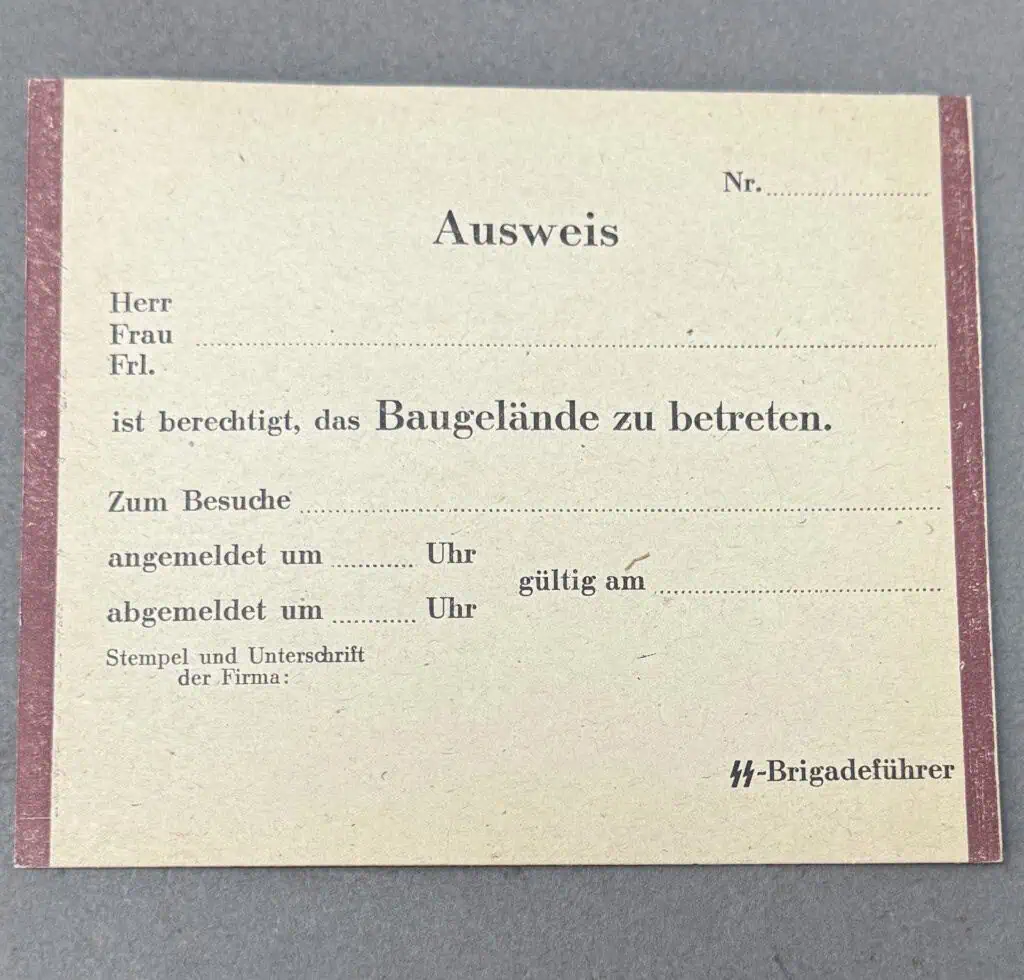 Nr.
Ausweis
Herr
Frau
Frl.
ist berechtigt, das Baugelände zu betreten.
Zum Besuche
angemeldet um Uhr
gültig am
abgemeldet um Uhr
Stempel und Unterschrift
der Firma:
ᛋᛋ-Brigadeführer